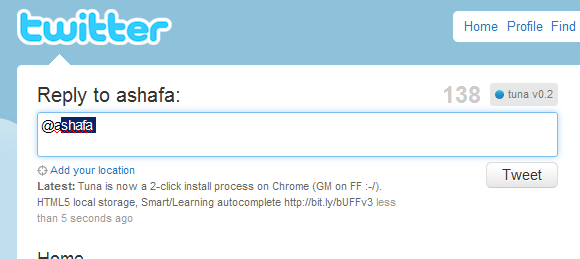 twitter
Home Profile Find
Reply to ashafa:
138
tuna v0.2
@ashafa
Add your location
Tweet
Latest: Tuna is now a 2-click install process on Chrome (GM on FF :-/).
HTML5 local storage, Smart/Learning autocomplete http://bit.ly/bUFFv3 less
than 5 seconds ago
Home